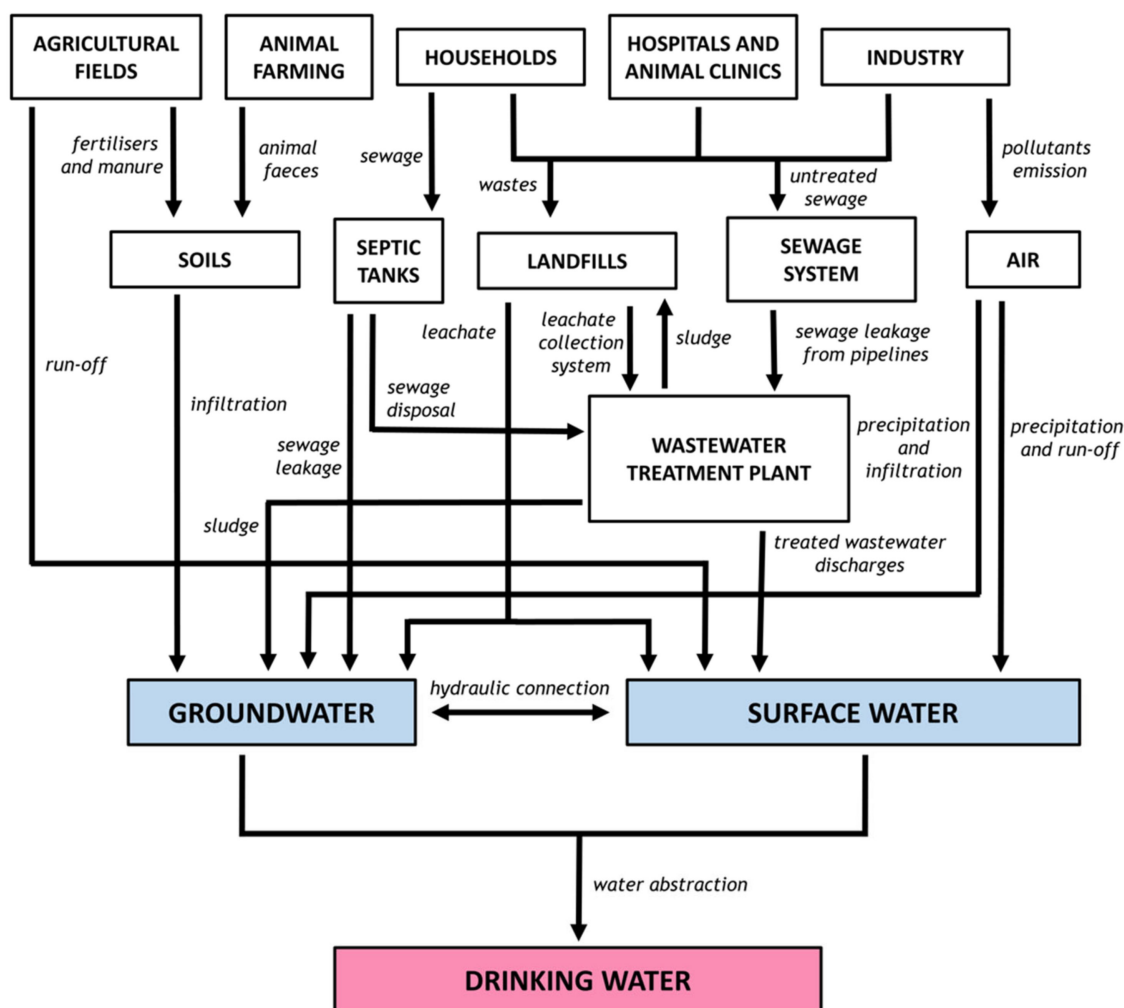 AGRICULTURAL
FIELDS
ANIMAL
FARMING
HOUSEHOLDS
HOSPITALS AND
ANIMAL CLINICS
INDUSTRY
fertilisers
and manure
animal
faeces
sewage
wastes
untreated
sewage
pollutants
emission
SOILS
SEPTIC
TANKS
LANDFILLS
SEWAGE
SYSTEM
AIR
run-off
infiltration
leachate
leachate
collection
system
sludge
sewage leakage
from pipelines
sewage
disposal
sewage
leakage
WASTEWATER
TREATMENT PLANT
precipitation
and
infiltration
precipitation
and run-off
sludge
treated wastewater
discharges
GROUNDWATER
hydraulic connection
SURFACE WATER
water abstraction
DRINKING WATER